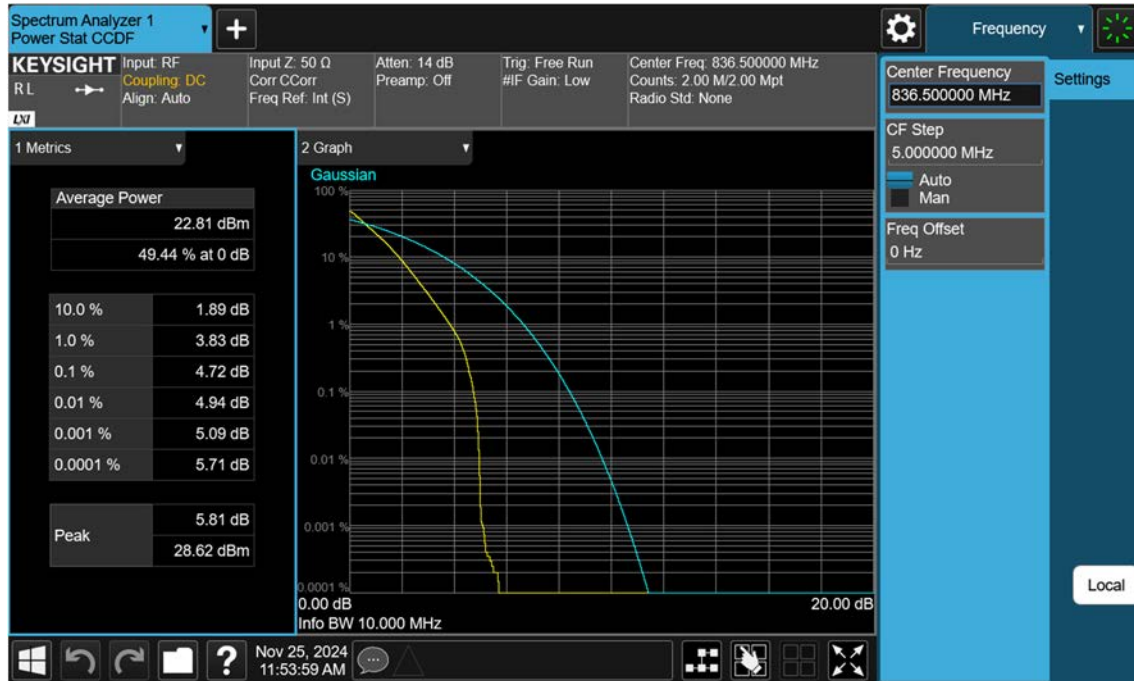 Spectrum Analyzer 1
Power Stat CCDF
Frequency
KEYSIGHT
RL
LXI
Input: RF
Coupling: DC
Align: Auto
Input Z: 50 Ω
Corr CCorr
Freq Ref: Int (S)
Atten: 14 dB
Preamp: Off
Trig: Free Run
#IF Gain: Low
Center Freq: 836.500000 MHz
Counts: 2.00 M/2.00 Mpt
Radio Std: None
1 Metrics
Average Power
22.81 dBm
49.44 % at 0 dB
10.0 % 1.89 dB
1.0 % 3.83 dB
0.1 % 4.72 dB
0.01 % 4.94 dB
0.001 % 5.09 dB
0.0001 % 5.71 dB
Peak
5.81 dB
28.62 dBm
2 Graph
Gaussian
100 %
10 %
1 %
0.1 %
0.01 %
0.001 %
0.0001 %
0.00 dB 20.00 dB
Info BW 10.000 MHz
Center Frequency
836.500000 MHz
CF Step
5.000000 MHz
Auto
Man
Freq Offset
0 Hz
Settings
Local
?
Nov 25, 2024
11:53:59 AM